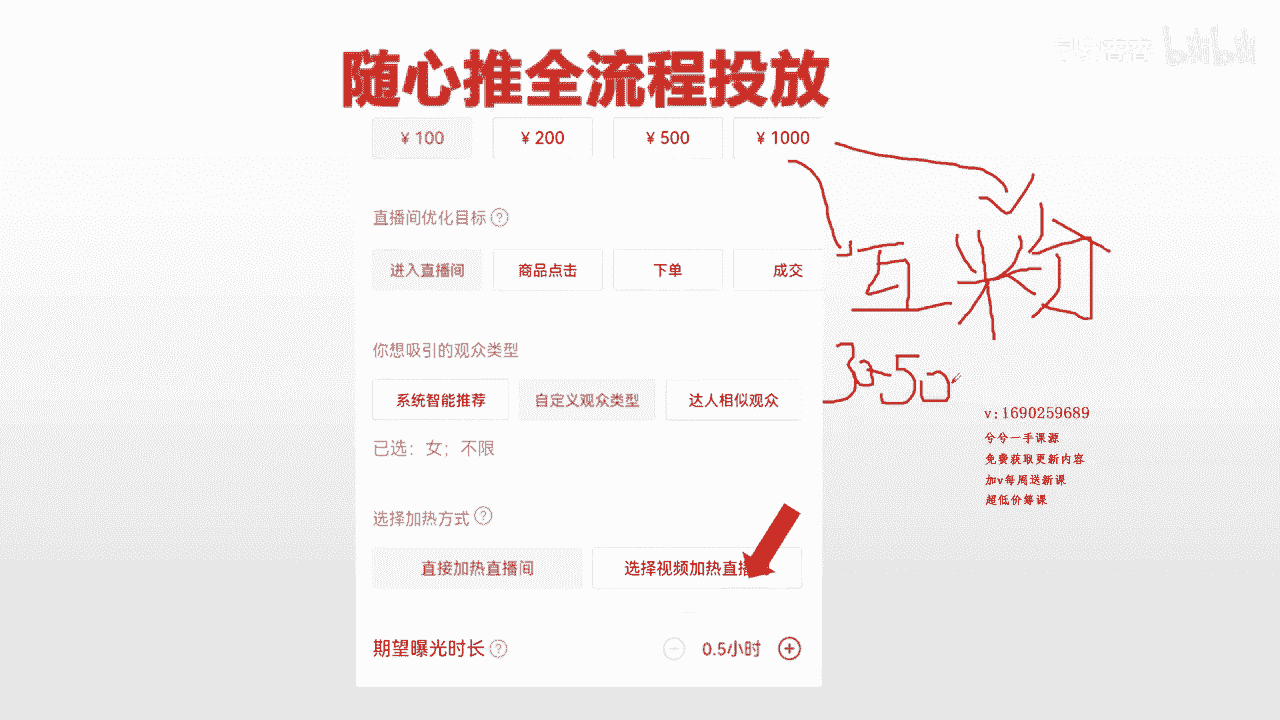 随心推全流程投放
bilibili
¥ 100 ¥ 200 ¥ 500 ¥ 1000
直播间优化目标 ?
进入直播间 商品点击 下单 成交
互粉
你想吸引的观众类型
30-50
系统智能推荐 自定义观众类型 达人相似观众
v:1690259689
兮兮一手课源
已选：女；不限
免费获取更新内容
加v每周送新课
超低价筹课
选择加热方式 ?
直接加热直播间 选择视频加热直播
期望曝光时长 ? 0.5小时